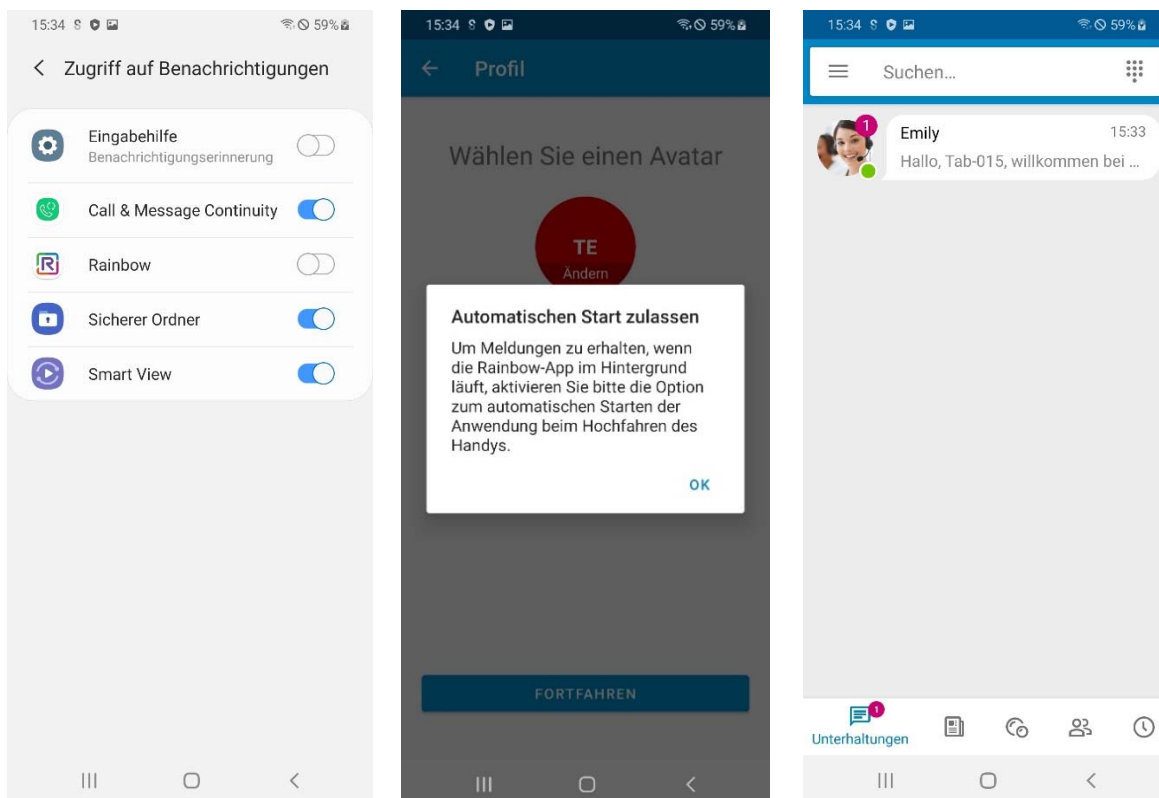 15:34
59%
Zugriff auf Benachrichtigungen
Eingabehilfe
Benachrichtigungserinnerung
Call & Message Continuity
Rainbow
Sicherer Ordner
Smart View
15:34
59%
Profil
Wählen Sie einen Avatar
TE
Ändern
Automatischen Start zulassen
Um Meldungen zu erhalten, wenn
die Rainbow-App im Hintergrund
läuft, aktivieren Sie bitte die Option
zum automatischen Starten der
Anwendung beim Hochfahren des
Handys.
OK
FORTFAHREN
15:34
59%
Suchen...
1
Emily
15:33
Hallo, Tab-015, willkommen bei ...
1
Unterhaltungen